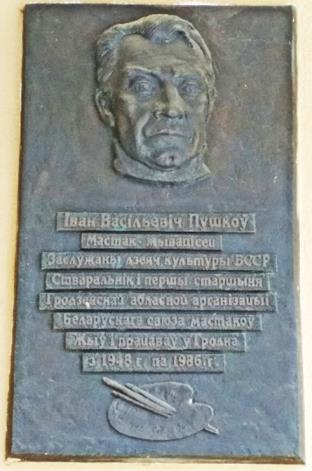 Іван Васільевіч Пушкоў
Мастак-жывапісец
Заслужаны дзеяч культуры БССР
Стваральнік і першы старшыня
Гродзенскай абласной арганізацыі
Беларускага саюза мастакоў
Жыў і працаваў у Гродна
з 1948 г. па 1986 г.